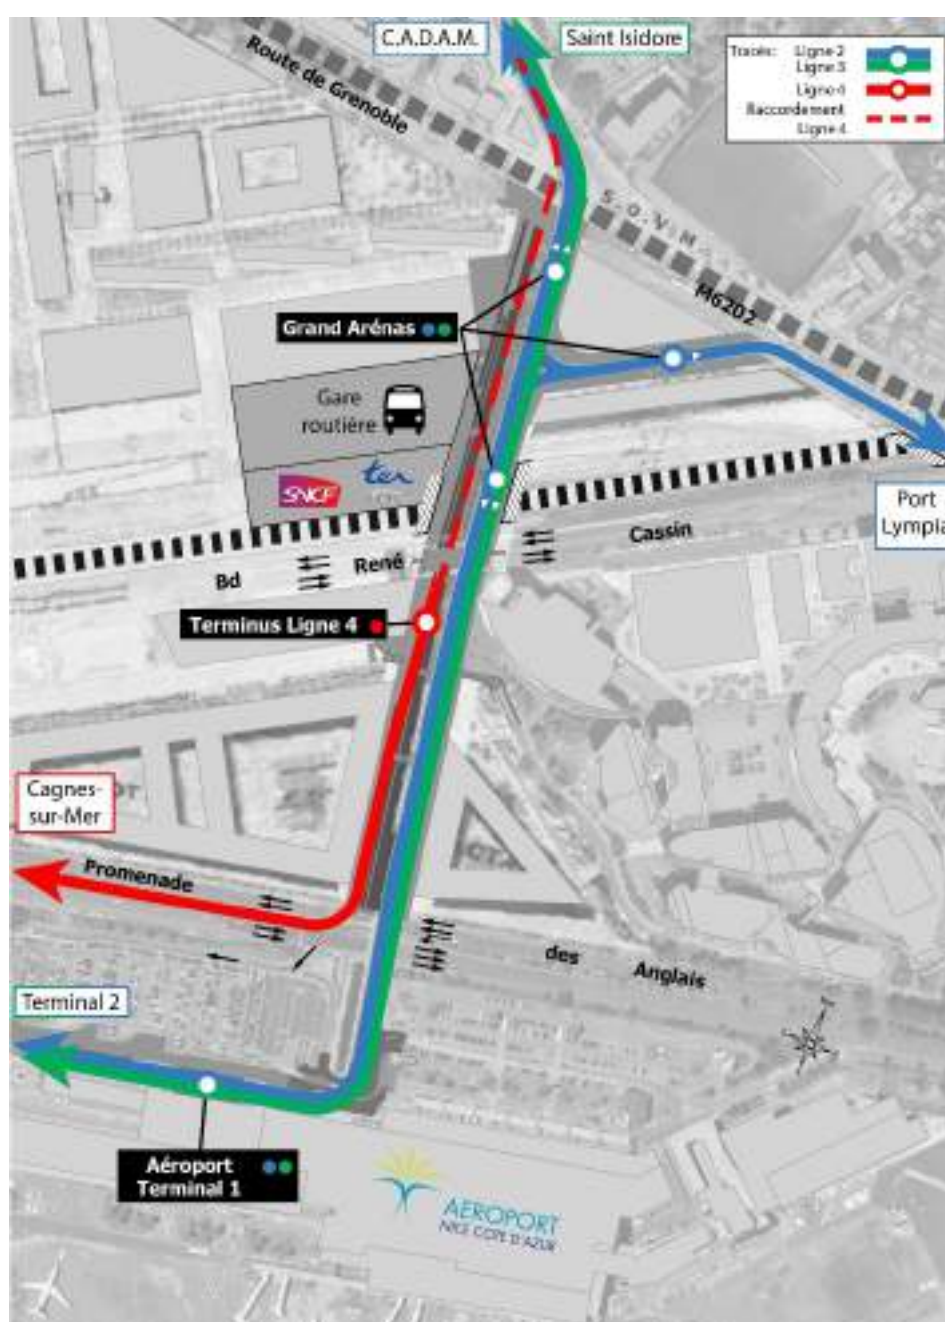 C.A.D.A.M.
Saint Isidore
Tracés: Ligne 2
Ligne 3
Ligne 4
Raccordement
Ligne 4
Route de Grenoble
S.O.V.M.
M6202
Grand Arénas
Gare
routière
SNCF
ter
Port
Lympia
Cassin
René
Bd
Terminus Ligne 4
Cagnes-
sur-Mer
Promenade
des
Anglais
Terminal 2
Aéroport
Terminal 1
AEROPORT
NICE COTE D'AZUR